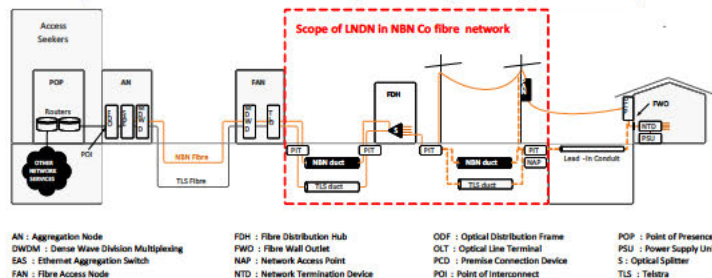 Access
Seekers
Scope of LNDN in NBN Co fibre network
POP
AN
FAN
FDH
Routers
FWO
NTD
PSU
POI
NBN Fibre
TLS Fibre
PIT
PIT
PIT
PIT
NAP
NBN duct
NBN duct
TLS duct
TLS duct
Lead -In Conduit
OTHER
NETWORK
SERVICES
AN : Aggregation Node
DWDM : Dense Wave Division Multiplexing
EAS : Ethernet Aggregation Switch
FAN : Fibre Access Node
FDH : Fibre Distribution Hub
FWO : Fibre Wall Outlet
NAP : Network Access Point
NTD : Network Termination Device
ODF : Optical Distribution Frame
OLT : Optical Line Terminal
PCD : Premise Connection Device
POI : Point of Interconnect
POP : Point of Presence
PSU : Power Supply Uni
S : Optical Splitter
TLS : Telstra